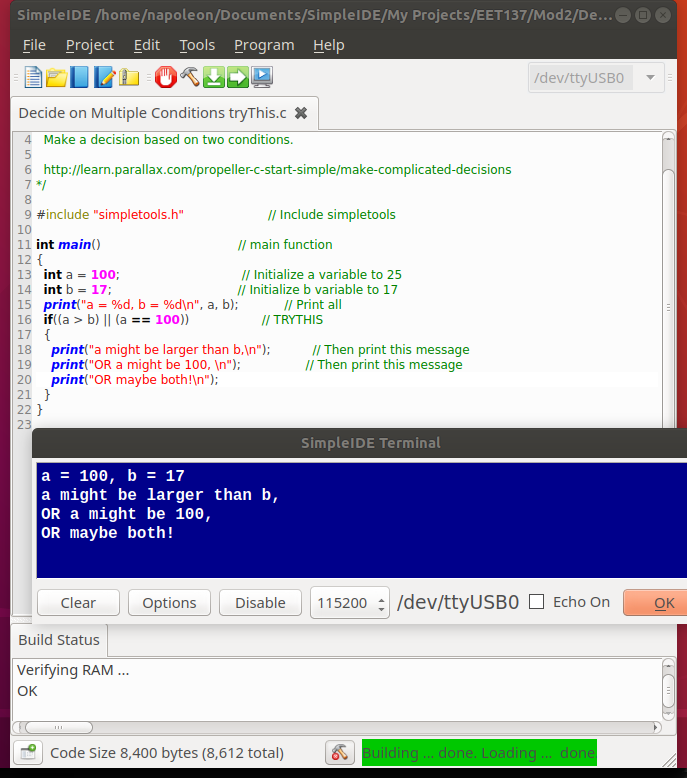 SimpleIDE /home/napoleon/Documents/SimpleIDE/My Projects/EET137/Mod2/De...
File Project Edit Tools Program Help
/dev/ttyUSB0
Decide on Multiple Conditions tryThis.c
4 Make a decision based on two conditions.
5
6 http://learn.parallax.com/propeller-c-start-simple/make-complicated-decisions
7 */
8
9 #include "simpletools.h" // Include simpletools
10
11 int main() // main function
12 {
13 int a = 100; // Initialize a variable to 25
14 int b = 17; // Initialize b variable to 17
15 print("a = %d, b = %d\n", a, b); // Print all
16 if((a > b) || (a == 100)) // TRYTHIS
17 {
18 print("a might be larger than b,\n"); // Then print this message
19 print("OR a might be 100, \n"); // Then print this message
20 print("OR maybe both!\n");
21 }
22 }
23
SimpleIDE Terminal
a = 100, b = 17
a might be larger than b,
OR a might be 100,
OR maybe both!
Clear Options Disable 115200 /dev/ttyUSB0 Echo On OK
Build Status
Verifying RAM ...
OK
Code Size 8,400 bytes (8,612 total) Building ... done. Loading ... done